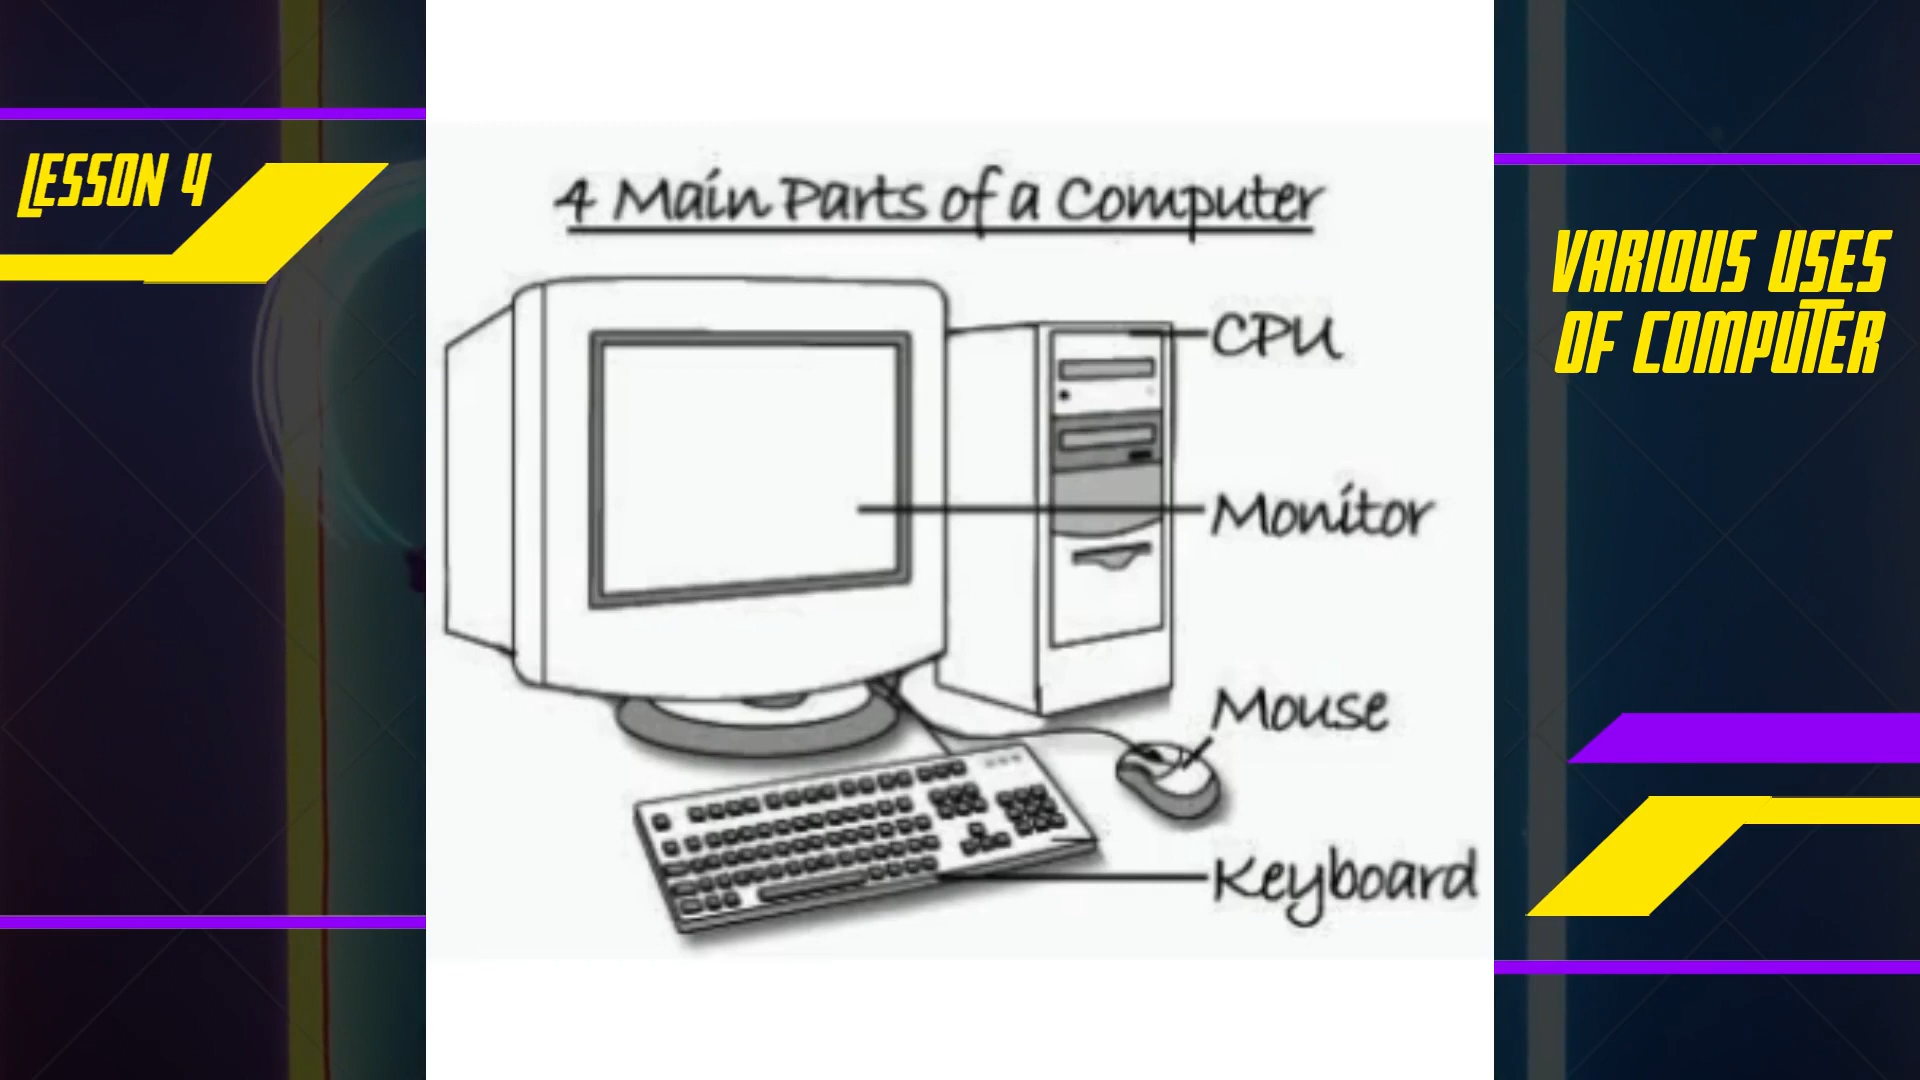 LESSON 4
4 Main Parts of a Computer
CPU
Monitor
Mouse
Keyboard
VARIOUS USES
OF COMPUTER